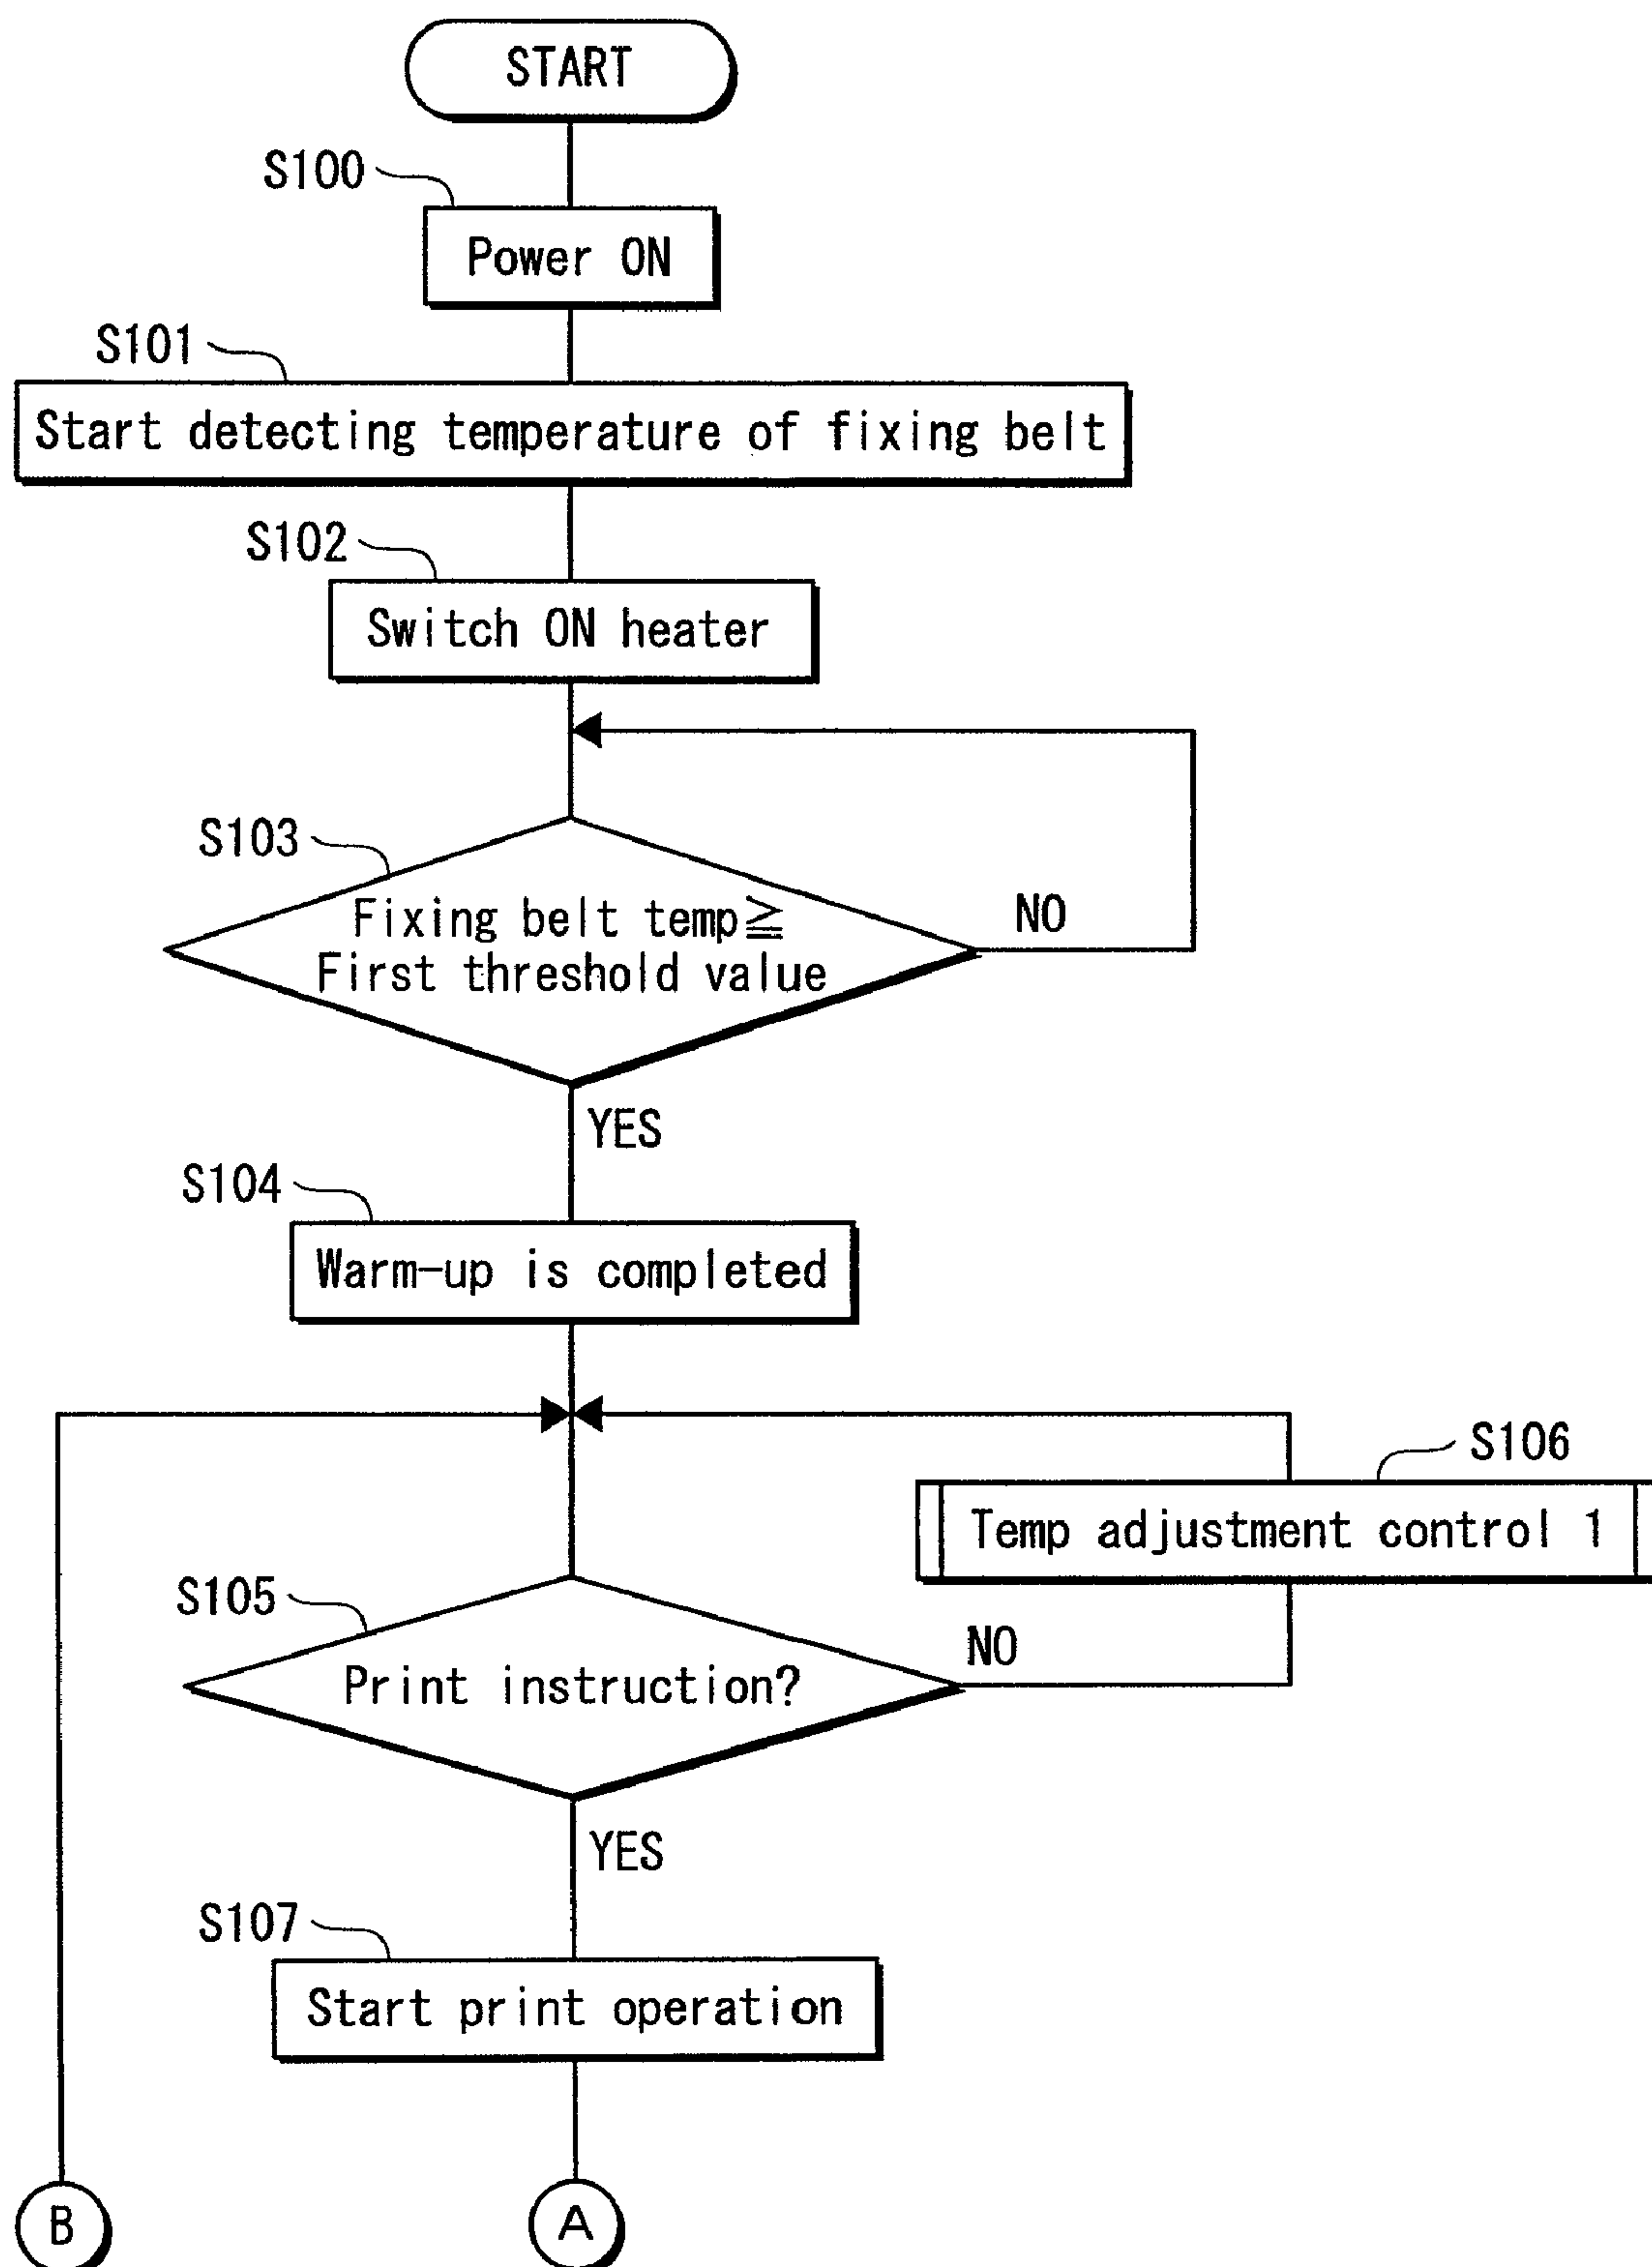 START
S100
Power ON
S101
Start detecting temperature of fixing belt
S102
Switch ON heater
S103
Fixing belt temp≧
First threshold value
NO
YES
S104
Warm-up is completed
S106
Temp adjustment control 1
S105
Print instruction?
NO
YES
S107
Start print operation
B
A